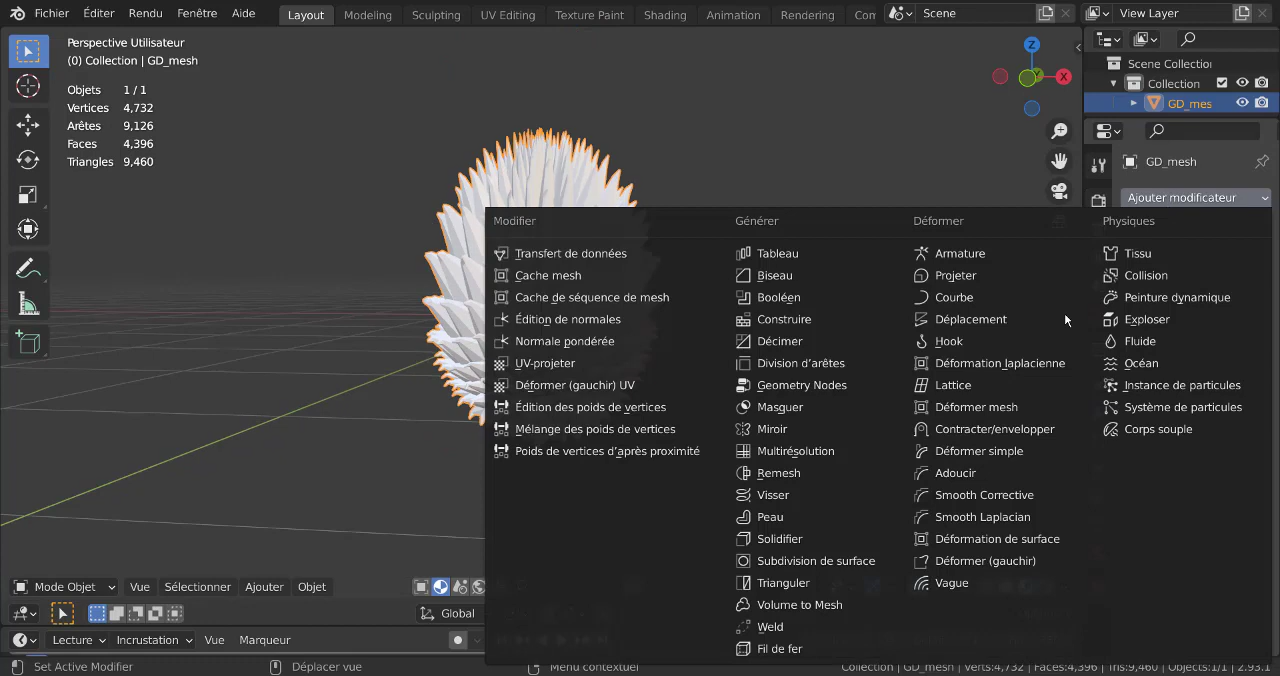 Fichier Éditer Rendu Fenêtre Aide Layout Modeling Sculpting UV Editing Texture Paint Shading Animation Rendering Com Scene View Layer
Perspective Utilisateur
(0) Collection | GD_mesh
Objets 1 / 1
Vertices 4,732
Arêtes 9,126
Faces 4,396
Triangles 9,460
Z
Y
X
Scene Collection
Collection
GD_mes
GD_mesh
Ajouter modificateur
Modifier
Transfert de données
Cache mesh
Cache de séquence de mesh
Édition de normales
Normale pondérée
UV-projeter
Déformer (gauchir) UV
Édition des poids de vertices
Mélange des poids de vertices
Poids de vertices d'après proximité
Générer
Tableau
Biseau
Booléen
Construire
Décimer
Division d'arêtes
Geometry Nodes
Masquer
Miroir
Multirésolution
Remesh
Visser
Peau
Solidifier
Subdivision de surface
Trianguler
Volume to Mesh
Weld
Fil de fer
Déformer
Armature
Projeter
Courbe
Déplacement
Hook
Déformation laplacienne
Lattice
Déformer mesh
Contracter/envelopper
Déformer simple
Adoucir
Smooth Corrective
Smooth Laplacian
Déformation de surface
Déformer (gauchir)
Vague
Physiques
Tissu
Collision
Peinture dynamique
Exploser
Fluide
Océan
Instance de particules
Système de particules
Corps souple
Mode Objet Vue Sélectionner Ajouter Objet
Global
Lecture Incrustation Vue Marqueur
Set Active Modifier Déplacer vue Menu contextuel Collection | GD_mesh | Verts:4,732 | Faces:4,396 | Tris:9,460 | Objects:1/1 | 2.93.1